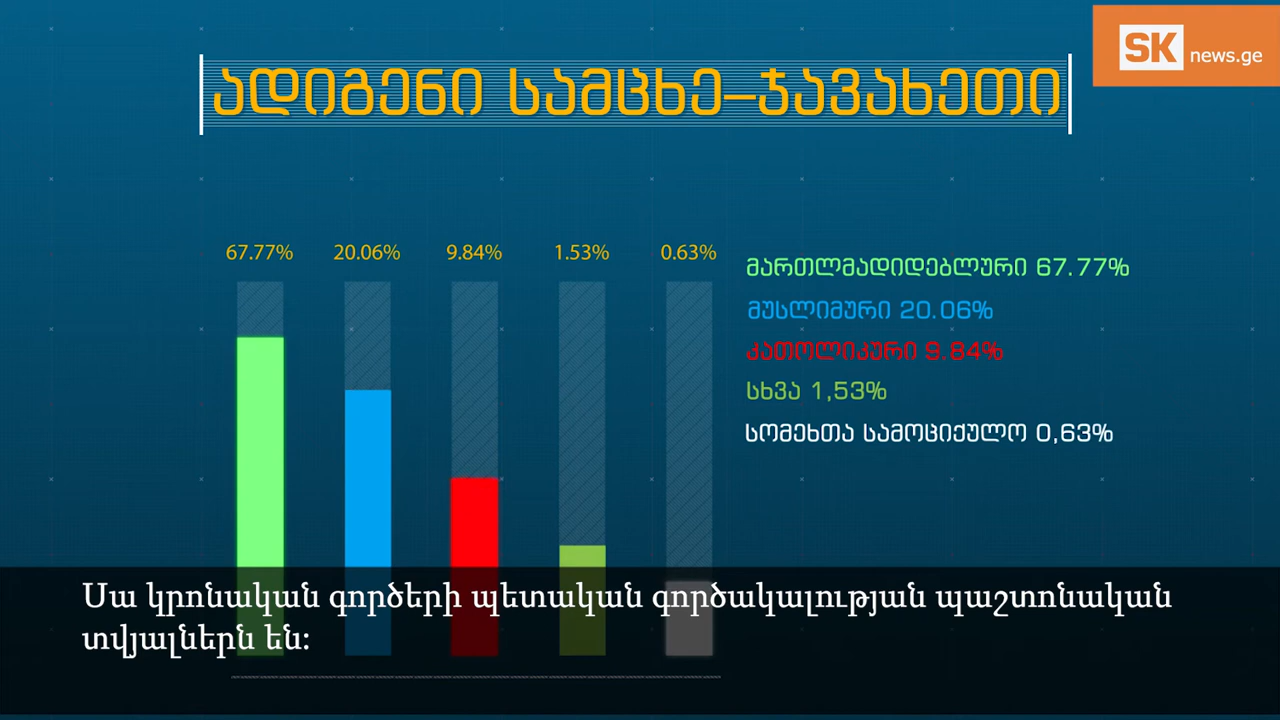 SK news.ge
ადიგენი სამცხე–ჯავახეთი
67.77% 20.06% 9.84% 1.53% 0.63%
მართლმადიდებლური 67.77%
მუსლიმური 20.06%
კათოლიკური 9.84%
სხვა 1,53%
სომეხთა სამოციქულო 0,63%
Սա կրոնական գործերի պետական գործակալության պաշտոնական
տվյալներն են: